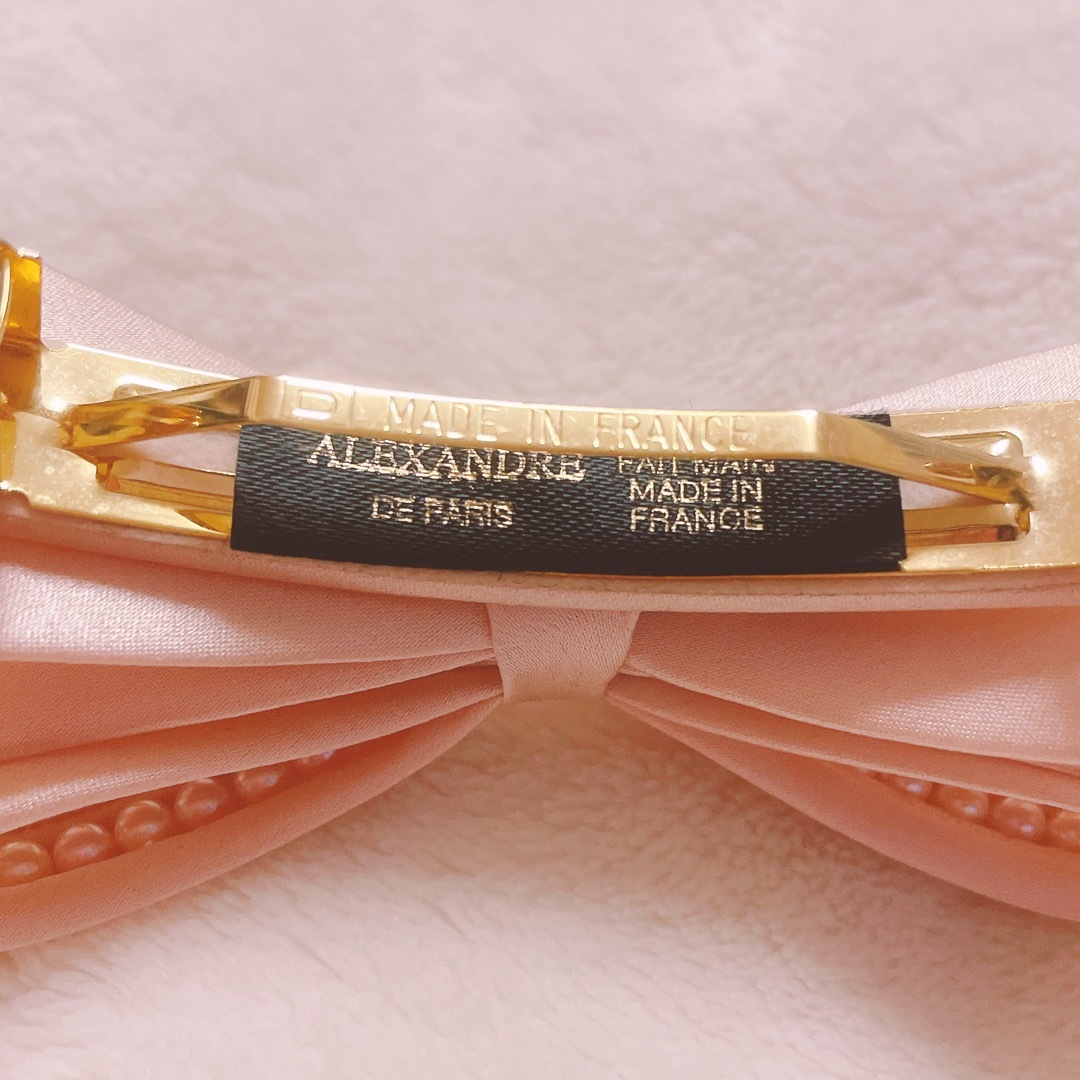 MADE IN FRANCE
ALEXANDRE
DE PARIS
FAIT MAIN
MADE IN
FRANCE